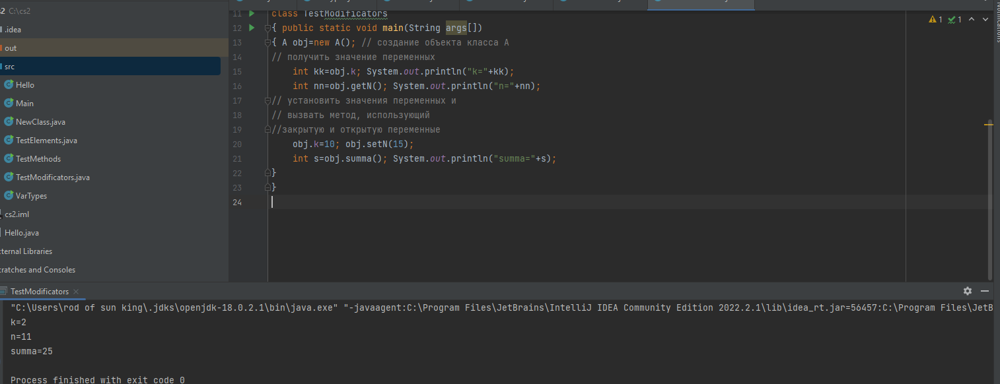 s2 C:\cs2
.idea
out
src
Hello
Main
NewClass.java
TestElements.java
TestMethods
TestModificators.java
VarTypes
cs2.iml
Hello.java
ternal Libraries
ratches and Consoles
11 class TestModificators
12 { public static void main(String args[])
13 { A obj=new A(); // создание объекта класса A
14 // получить значение переменных
15 int kk=obj.k; System.out.println("k="+kk);
16 int nn=obj.getN(); System.out.println("n="+nn);
17 // установить значения переменных и
18 // вызвать метод, использующий
19 //закрытую и открытую переменные
20 obj.k=10; obj.setN(15);
21 int s=obj.summa(); System.out.println("summa="+s);
22 }
23 }
24
1 1
Notifications
TestModificators
"C:\Users\rod of sun king\.jdks\openjdk-18.0.2.1\bin\java.exe" "-javaagent:C:\Program Files\JetBrains\IntelliJ IDEA Community Edition 2022.2.1\lib\idea_rt.jar=56457:C:\Program Files\JetB
k=2
n=11
summa=25
Process finished with exit code 0